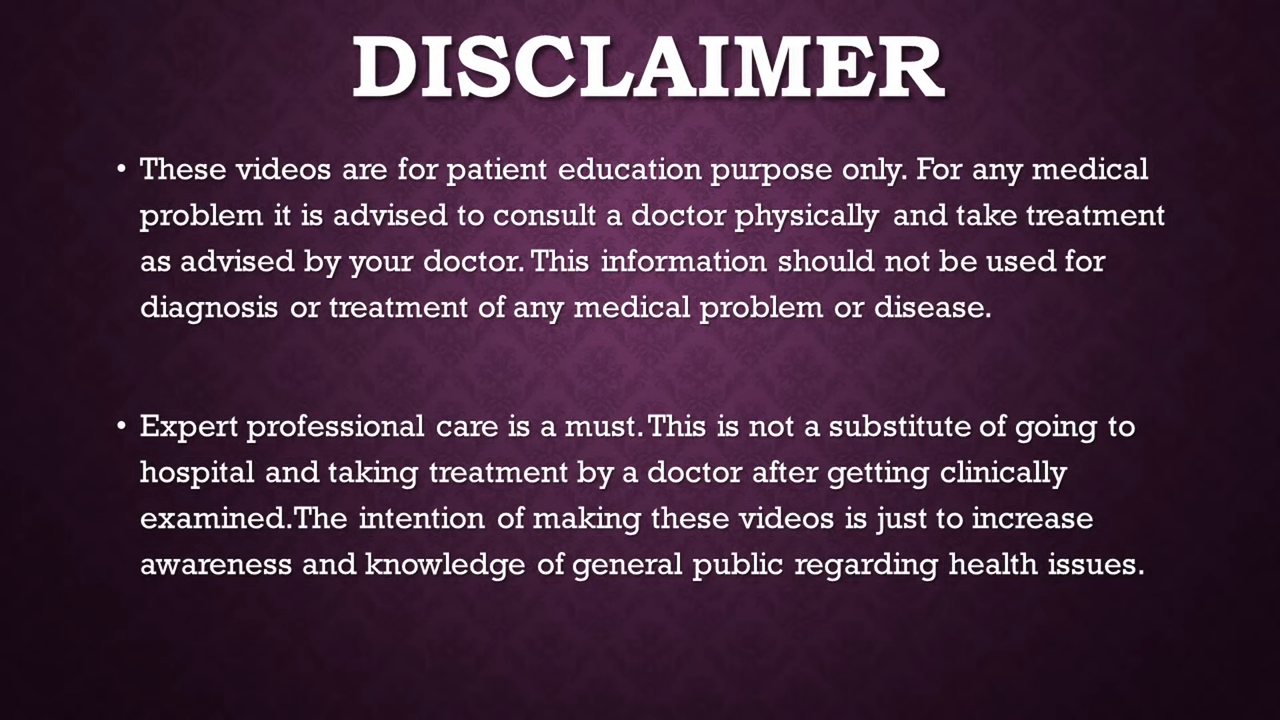 DISCLAIMER
• These videos are for patient education purpose only. For any medical
problem it is advised to consult a doctor physically and take treatment
as advised by your doctor. This information should not be used for
diagnosis or treatment of any medical problem or disease.
• Expert professional care is a must. This is not a substitute of going to
hospital and taking treatment by a doctor after getting clinically
examined.The intention of making these videos is just to increase
awareness and knowledge of general public regarding health issues.